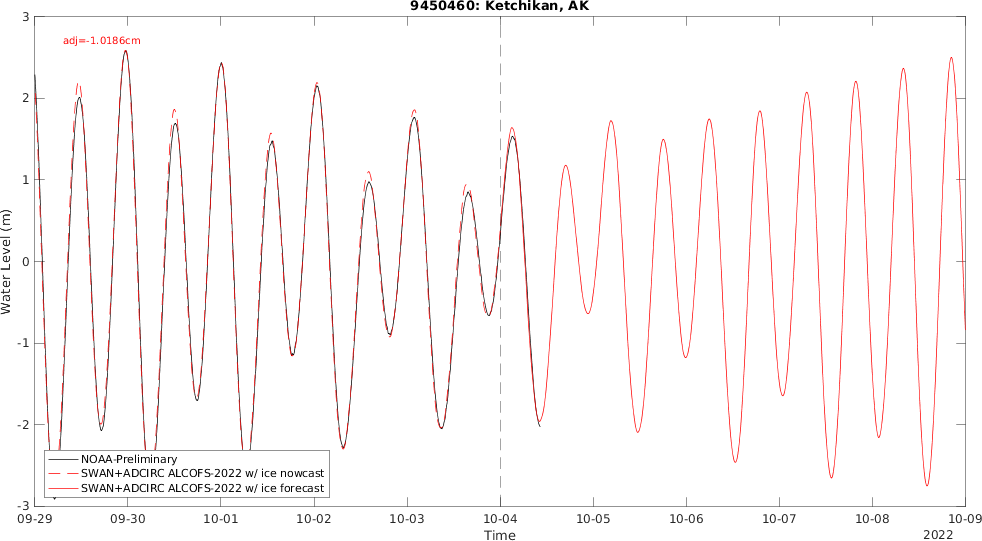 9450460: Ketchikan, AK
adj=-1.0186cm
Water Level (m)
3
2
1
0
-1
-2
-3
NOAA-Preliminary
SWAN+ADCIRC ALCOFS-2022 w/ ice nowcast
SWAN+ADCIRC ALCOFS-2022 w/ ice forecast
09-29 09-30 10-01 10-02 10-03 10-04 10-05 10-06 10-07 10-08 10-09
Time
2022